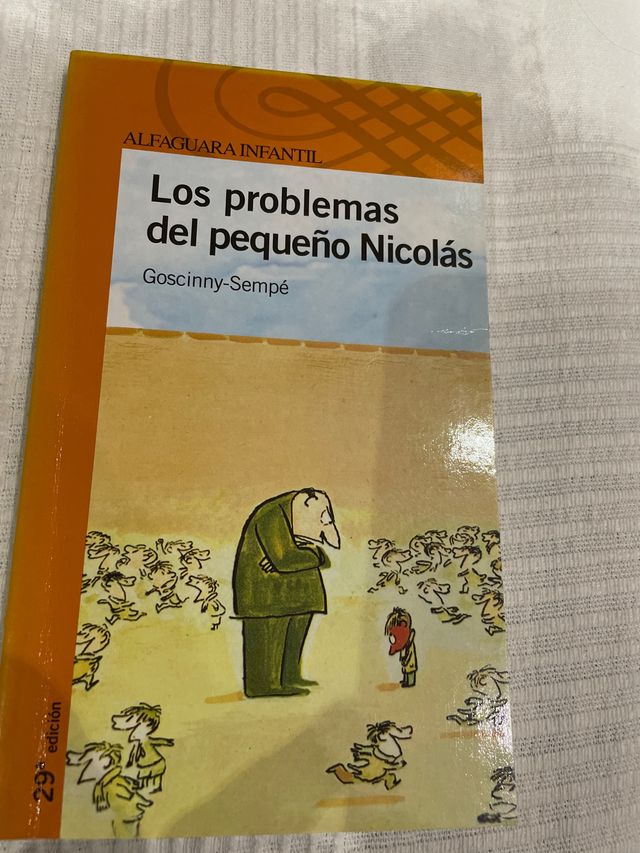 ALFAGUARA INFANTIL
Los problemas
del pequeño Nicolás
Goscinny-Sempé
29ª edición